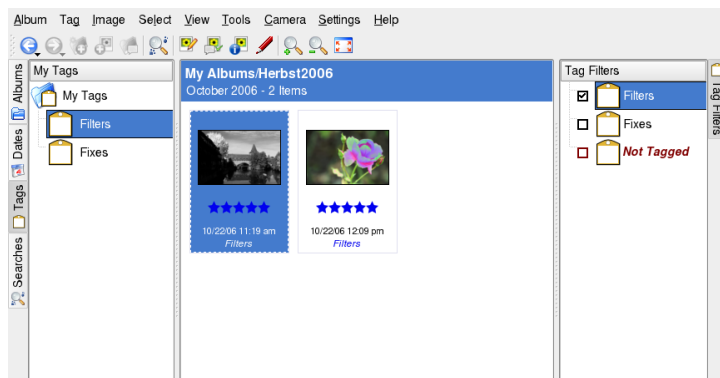 Album Tag Image Select View Tools Camera Settings Help
Albums
Dates
Tags
Searches
My Tags
My Tags
Filters
Fixes
My Albums/Herbst2006
October 2006 - 2 Items
10/22/06 11:19 am
Filters
10/22/06 12:09 pm
Filters
Tag Filters
Filters
Fixes
Not Tagged
Tag Filters